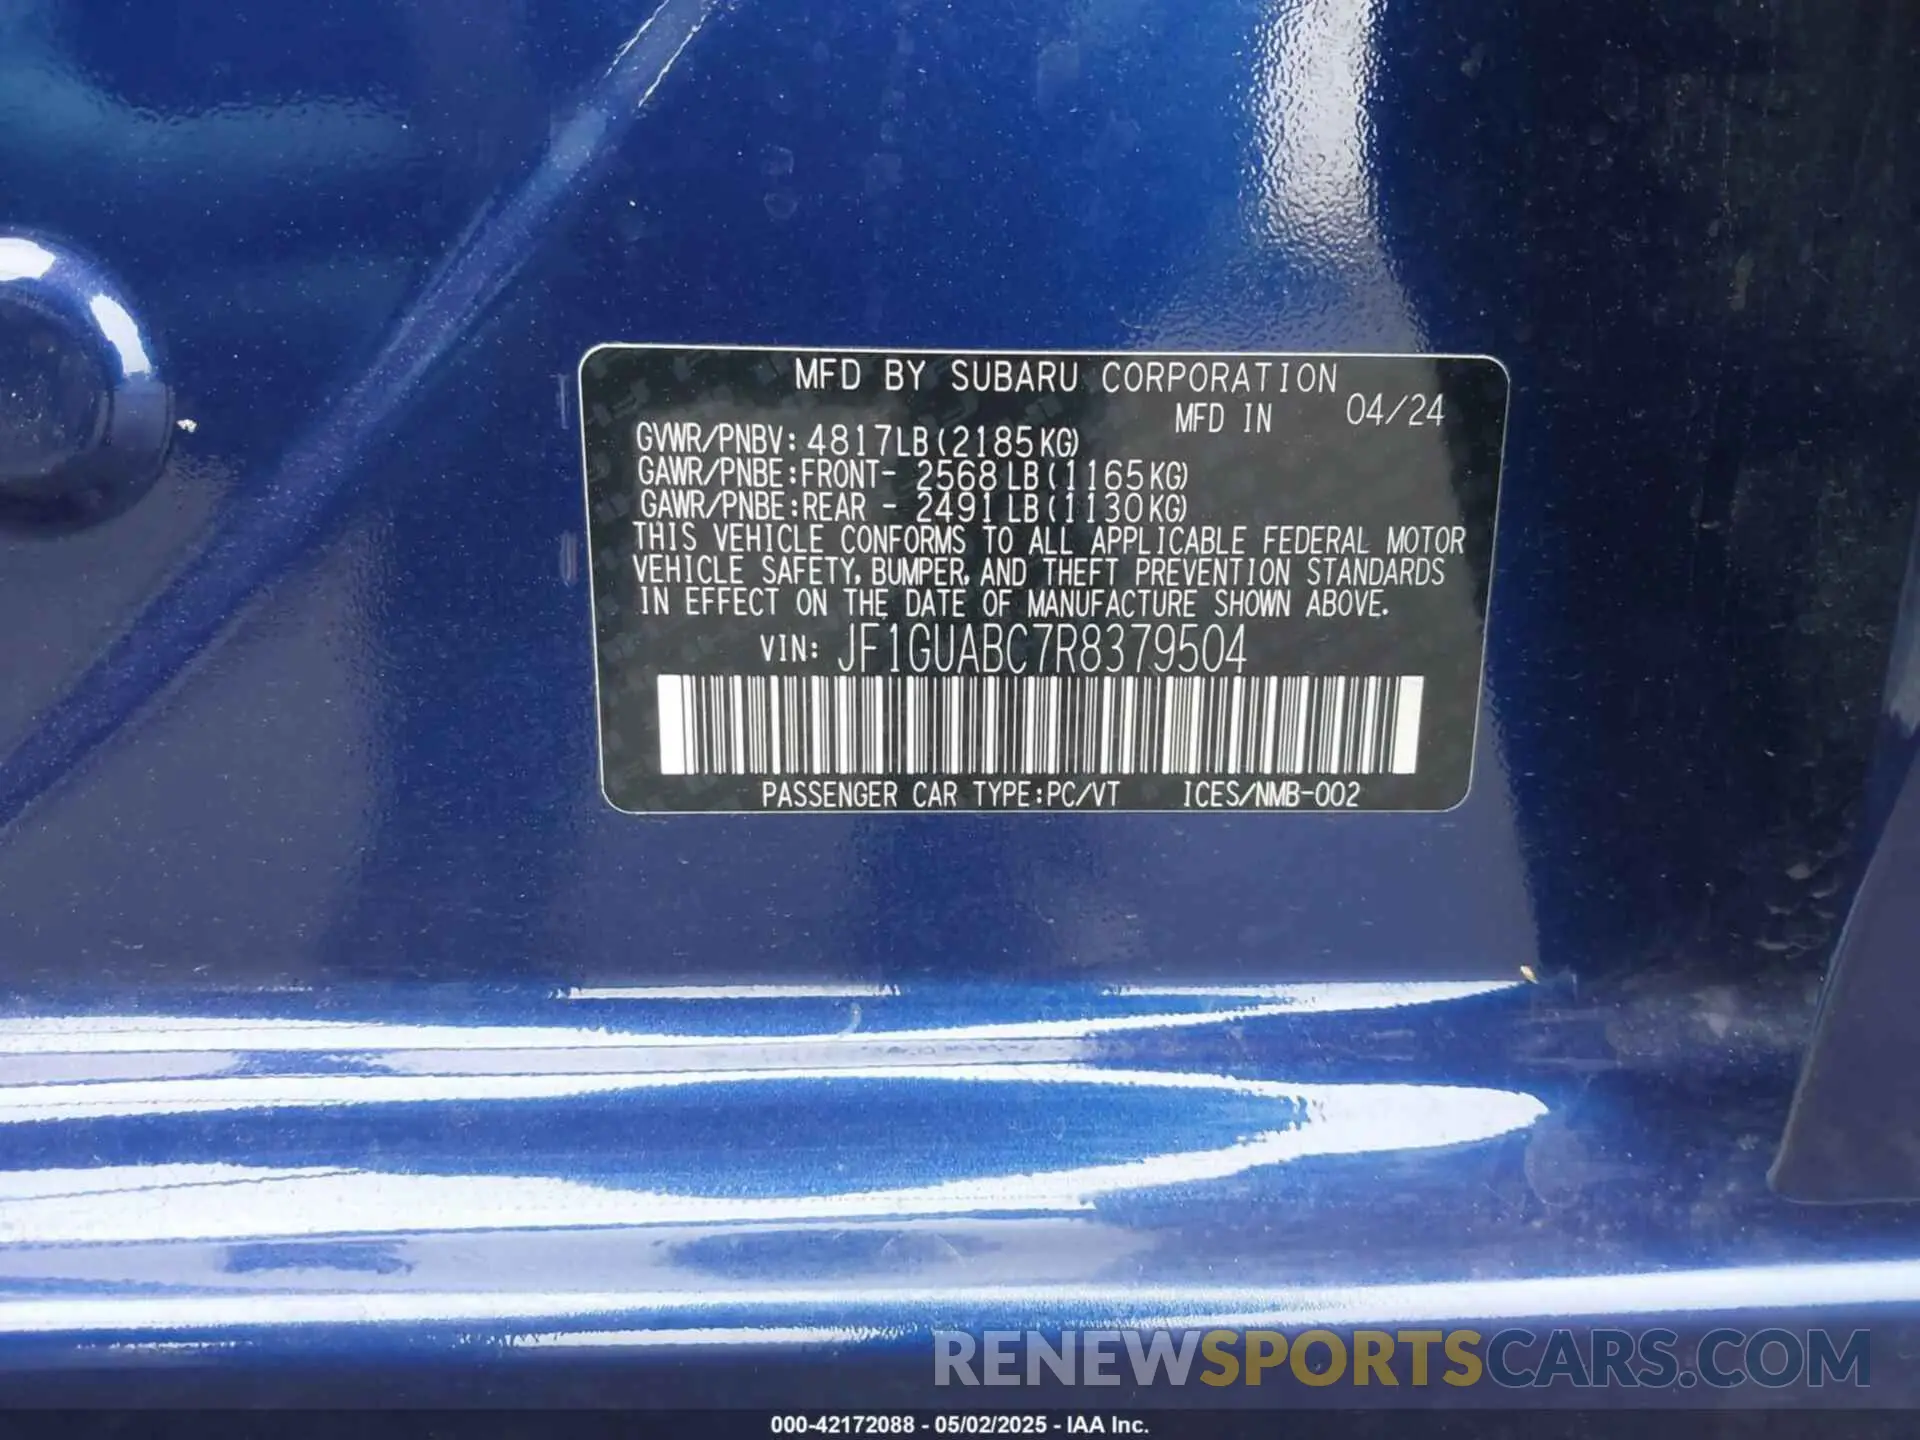 MFD BY SUBARU CORPORATION
MFD IN 04/24
GVWR/PNBV: 4817LB(2185KG)
GAWR/PNBE:FRONT- 2568LB(1165KG)
GAWR/PNBE:REAR - 2491LB(1130KG)
THIS VEHICLE CONFORMS TO ALL APPLICABLE FEDERAL MOTOR
VEHICLE SAFETY, BUMPER, AND THEFT PREVENTION STANDARDS
IN EFFECT ON THE DATE OF MANUFACTURE SHOWN ABOVE.
VIN: JF1GUABC7R8379504
PASSENGER CAR TYPE:PC/VT ICES/NMB-002
RENEWSPORTSCARS.COM
000-42172088 - 05/02/2025 - IAA Inc.